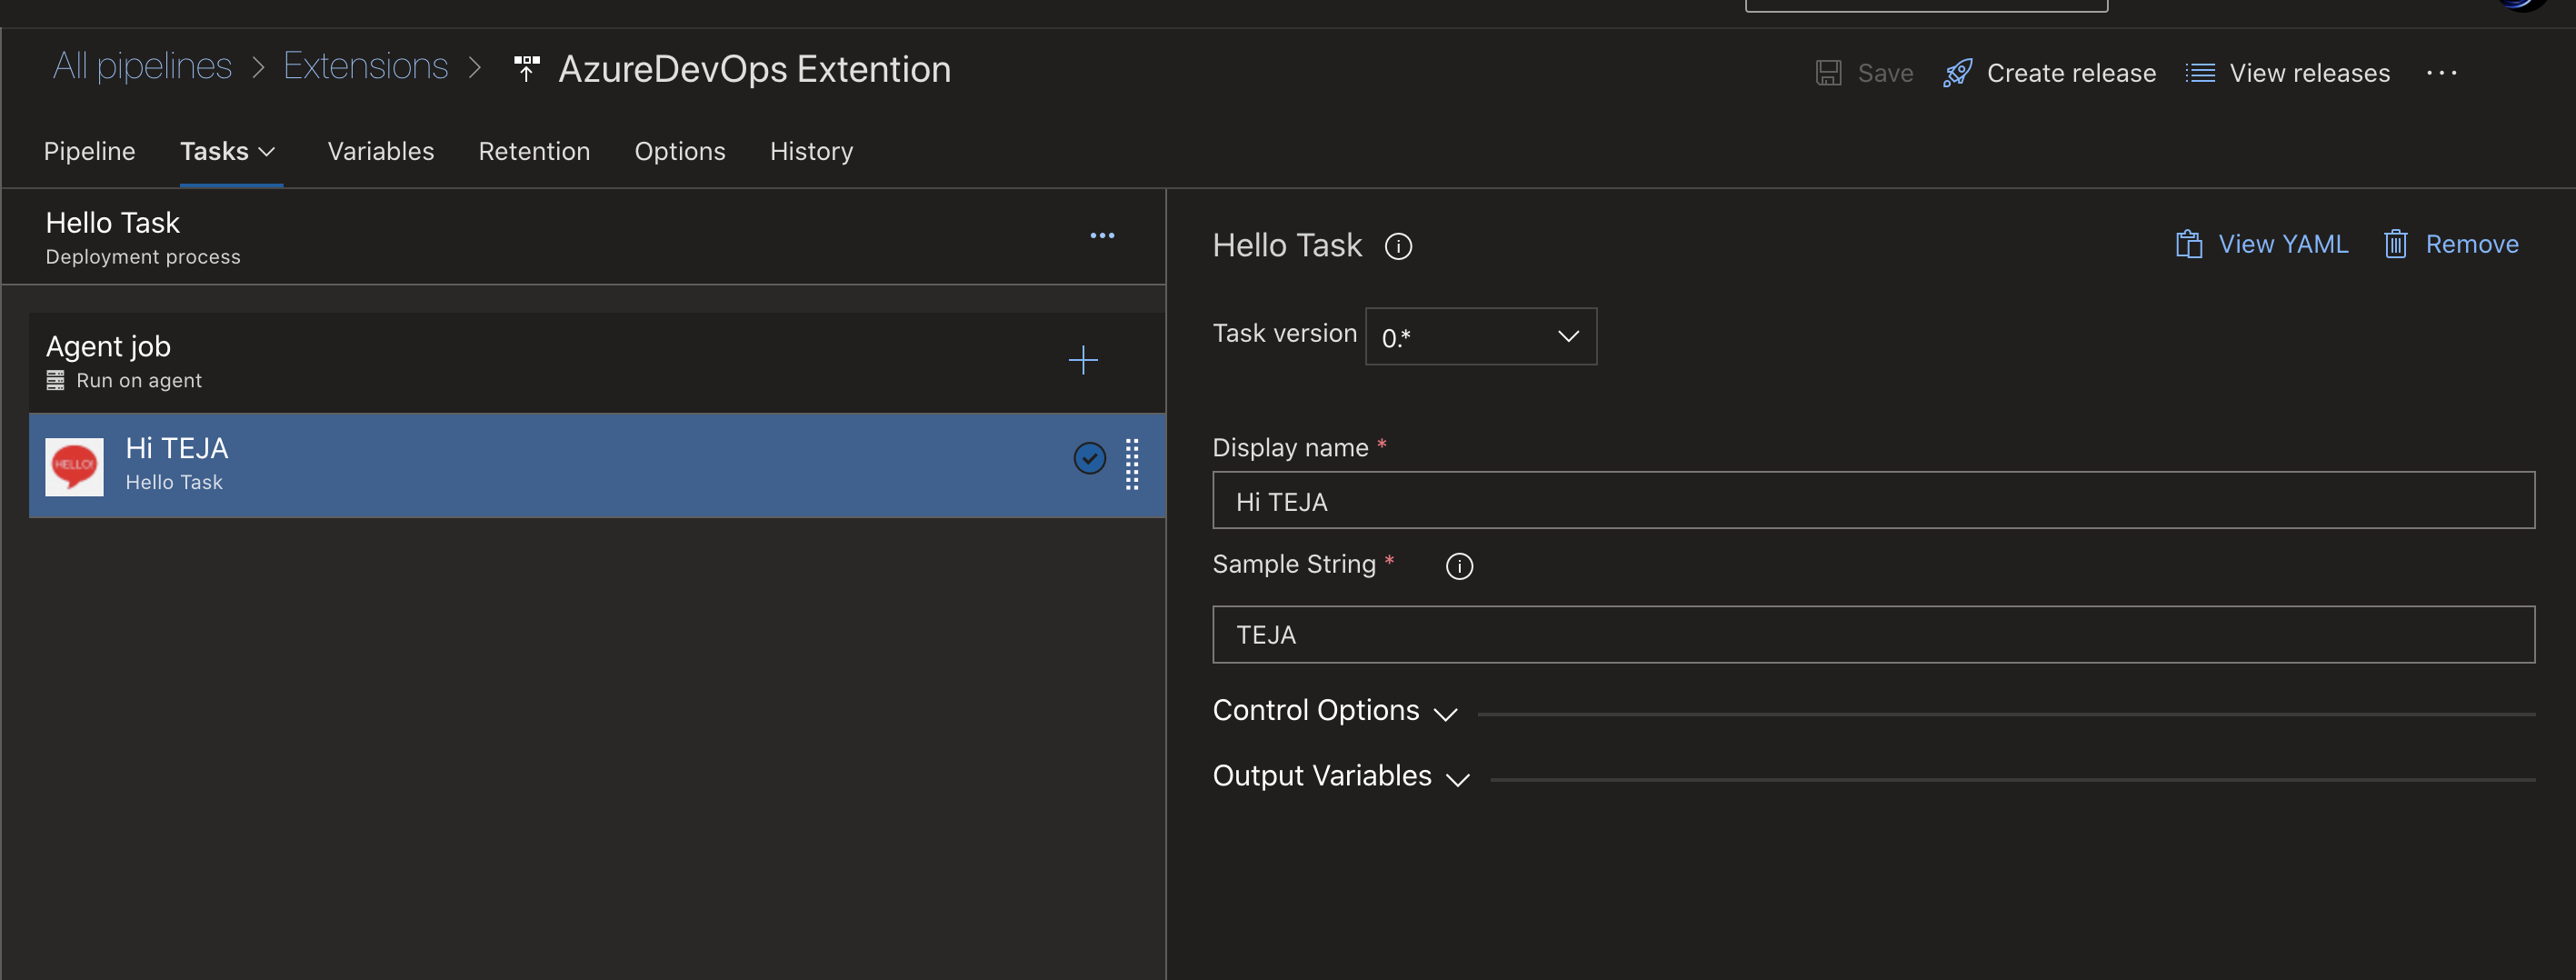 All pipelines > Extensions > AzureDevOps Extention
Save Create release View releases ...
Pipeline Tasks Variables Retention Options History
Hello Task
Deployment process
Agent job
Run on agent
HELLO!
Hi TEJA
Hello Task
Hello Task
View YAML Remove
Task version 0.*
Display name *
Hi TEJA
Sample String *
TEJA
Control Options
Output Variables